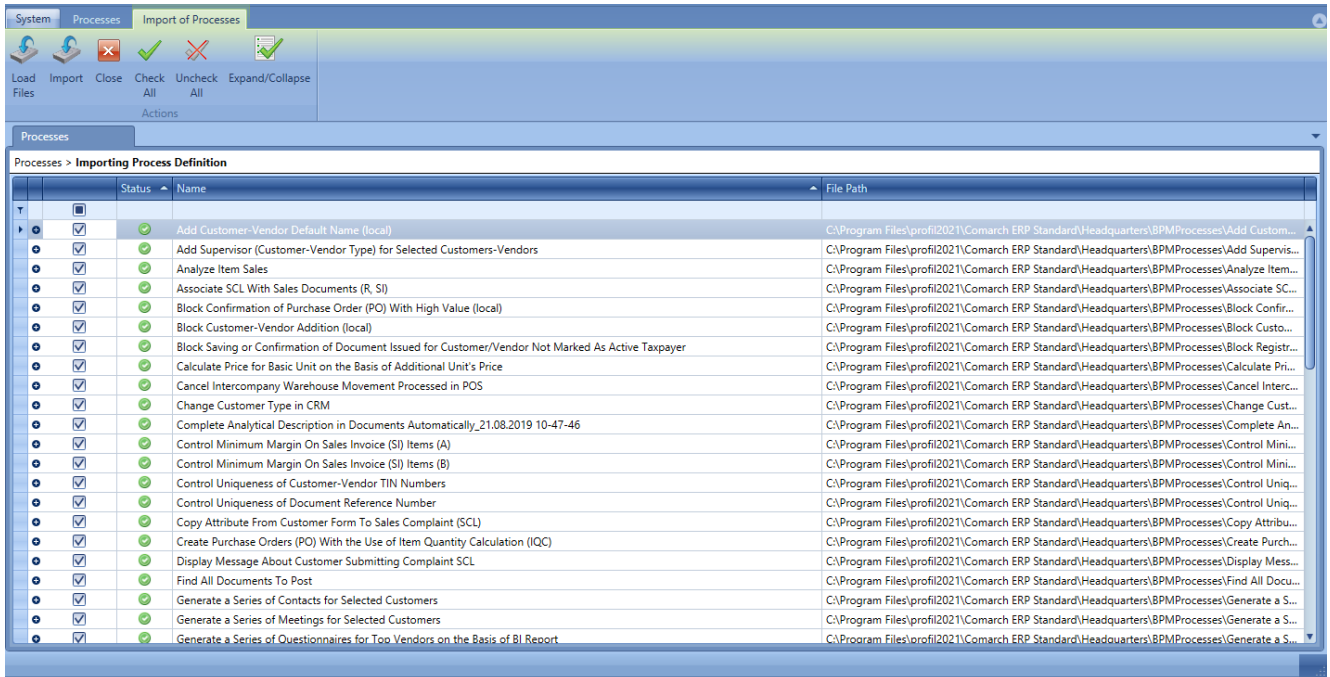 System Processes Import of Processes
Load Files Import Close Check All Uncheck All Expand/Collapse
Actions
Processes
Processes > Importing Process Definition
Status Name File Path
Add Customer-Vendor Default Name (local) C:\Program Files\profil2021\Comarch ERP Standard\Headquarters\BPMProcesses\Add Custom...
Add Supervisor (Customer-Vendor Type) for Selected Customers-Vendors C:\Program Files\profil2021\Comarch ERP Standard\Headquarters\BPMProcesses\Add Supervis...
Analyze Item Sales C:\Program Files\profil2021\Comarch ERP Standard\Headquarters\BPMProcesses\Analyze Item...
Associate SCL With Sales Documents (R, SI) C:\Program Files\profil2021\Comarch ERP Standard\Headquarters\BPMProcesses\Associate SC...
Block Confirmation of Purchase Order (PO) With High Value (local) C:\Program Files\profil2021\Comarch ERP Standard\Headquarters\BPMProcesses\Block Confir...
Block Customer-Vendor Addition (local) C:\Program Files\profil2021\Comarch ERP Standard\Headquarters\BPMProcesses\Block Custo...
Block Saving or Confirmation of Document Issued for Customer/Vendor Not Marked As Active Taxpayer C:\Program Files\profil2021\Comarch ERP Standard\Headquarters\BPMProcesses\Block Registr...
Calculate Price for Basic Unit on the Basis of Additional Unit's Price C:\Program Files\profil2021\Comarch ERP Standard\Headquarters\BPMProcesses\Calculate Pri...
Cancel Intercompany Warehouse Movement Processed in POS C:\Program Files\profil2021\Comarch ERP Standard\Headquarters\BPMProcesses\Cancel Interc...
Change Customer Type in CRM C:\Program Files\profil2021\Comarch ERP Standard\Headquarters\BPMProcesses\Change Cust...
Complete Analytical Description in Documents Automatically_21.08.2019 10-47-46 C:\Program Files\profil2021\Comarch ERP Standard\Headquarters\BPMProcesses\Complete An...
Control Minimum Margin On Sales Invoice (SI) Items (A) C:\Program Files\profil2021\Comarch ERP Standard\Headquarters\BPMProcesses\Control Mini...
Control Minimum Margin On Sales Invoice (SI) Items (B) C:\Program Files\profil2021\Comarch ERP Standard\Headquarters\BPMProcesses\Control Mini...
Control Uniqueness of Customer-Vendor TIN Numbers C:\Program Files\profil2021\Comarch ERP Standard\Headquarters\BPMProcesses\Control Uniq...
Control Uniqueness of Document Reference Number C:\Program Files\profil2021\Comarch ERP Standard\Headquarters\BPMProcesses\Control Uniq...
Copy Attribute From Customer Form To Sales Complaint (SCL) C:\Program Files\profil2021\Comarch ERP Standard\Headquarters\BPMProcesses\Copy Attribu...
Create Purchase Orders (PO) With the Use of Item Quantity Calculation (IQC) C:\Program Files\profil2021\Comarch ERP Standard\Headquarters\BPMProcesses\Create Purch...
Display Message About Customer Submitting Complaint SCL C:\Program Files\profil2021\Comarch ERP Standard\Headquarters\BPMProcesses\Display Mess...
Find All Documents To Post C:\Program Files\profil2021\Comarch ERP Standard\Headquarters\BPMProcesses\Find All Docu...
Generate a Series of Contacts for Selected Customers C:\Program Files\profil2021\Comarch ERP Standard\Headquarters\BPMProcesses\Generate a S...
Generate a Series of Meetings for Selected Customers C:\Program Files\profil2021\Comarch ERP Standard\Headquarters\BPMProcesses\Generate a S...
Generate a Series of Questionnaires for Top Vendors on the Basis of BI Report C:\Program Files\profil2021\Comarch ERP Standard\Headquarters\BPMProcesses\Generate a S...